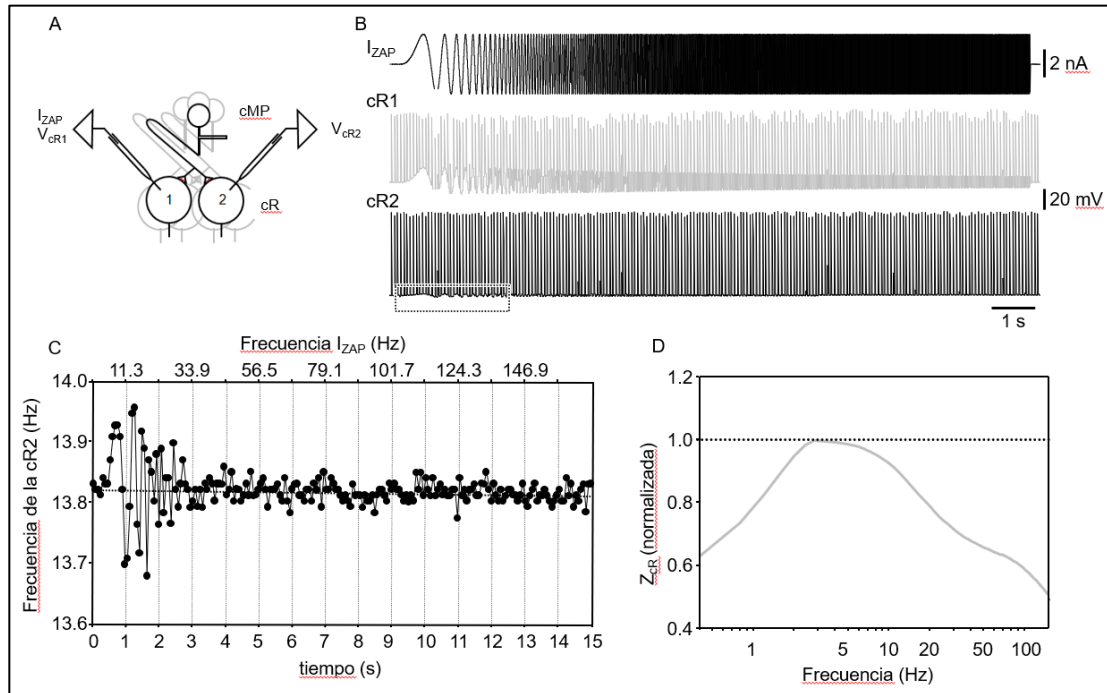 A
I_ZAP
V_cR1
cMP
V_cR2
1
2
cR
B
I_ZAP
2 nA
cR1
20 mV
cR2
1 s
C
Frecuencia I_ZAP (Hz)
11.3 33.9 56.5 79.1 101.7 124.3 146.9
14.0
13.9
13.8
13.7
13.6
Frecuencia de la cR2 (Hz)
0 1 2 3 4 5 6 7 8 9 10 11 12 13 14 15
tiempo (s)
D
1.2
1.0
0.8
0.6
0.4
Z_cR (normalizada)
1 5 10 20 50 100
Frecuencia (Hz)